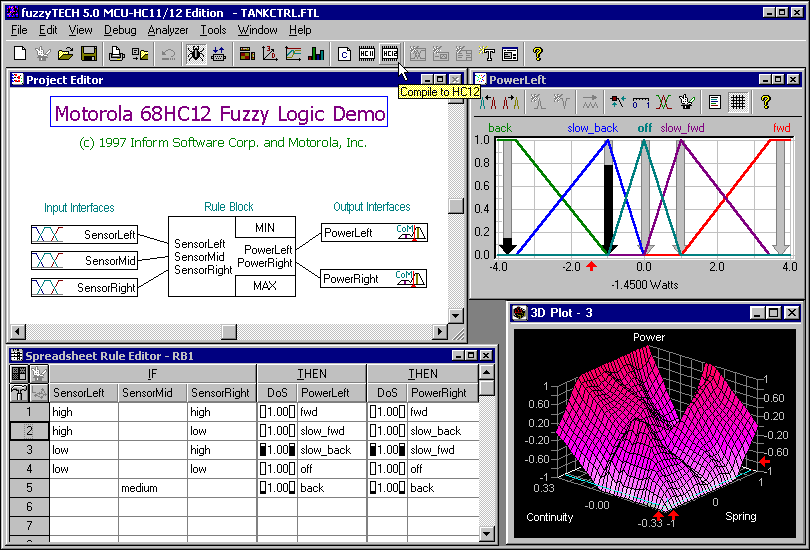 fuzzyTECH 5.0 MCU-HC11/12 Edition - TANKCTRL.FTL
File Edit View Debug Analyzer Tools Window Help
C HC11 HC12 T ?
Compile to HC12
Project Editor
Motorola 68HC12 Fuzzy Logic Demo
(c) 1997 Inform Software Corp. and Motorola, Inc.
Input Interfaces Rule Block Output Interfaces
SensorLeft
SensorMid
SensorRight
MIN
SensorLeft
SensorMid
SensorRight
PowerLeft
PowerRight
MAX
PowerLeft CoM
PowerRight CoM
PowerLeft
?
back slow_back off slow_fwd fwd
1.0
0.8
0.6
0.4
0.2
0.0
-4.0 -2.0 0.0 2.0 4.0
-1.4500 Watts
3D Plot - 3
Power
1
0.60
0.20
-0.20
-0.60
-1
1
0.60
0.20
-0.20
-0.60
-1
0.33
-0.00
-0.33
-1
0
1
Continuity
Spring
Spreadsheet Rule Editor - RB1
IF THEN THEN
SensorLeft SensorMid SensorRight DoS PowerLeft DoS PowerRight
1 high high 1.00 fwd 1.00 fwd
2 high low 1.00 slow_fwd 1.00 slow_back
3 low high 1.00 slow_back 1.00 slow_fwd
4 low low 1.00 off 1.00 off
5 medium 1.00 back 1.00 back
6
7